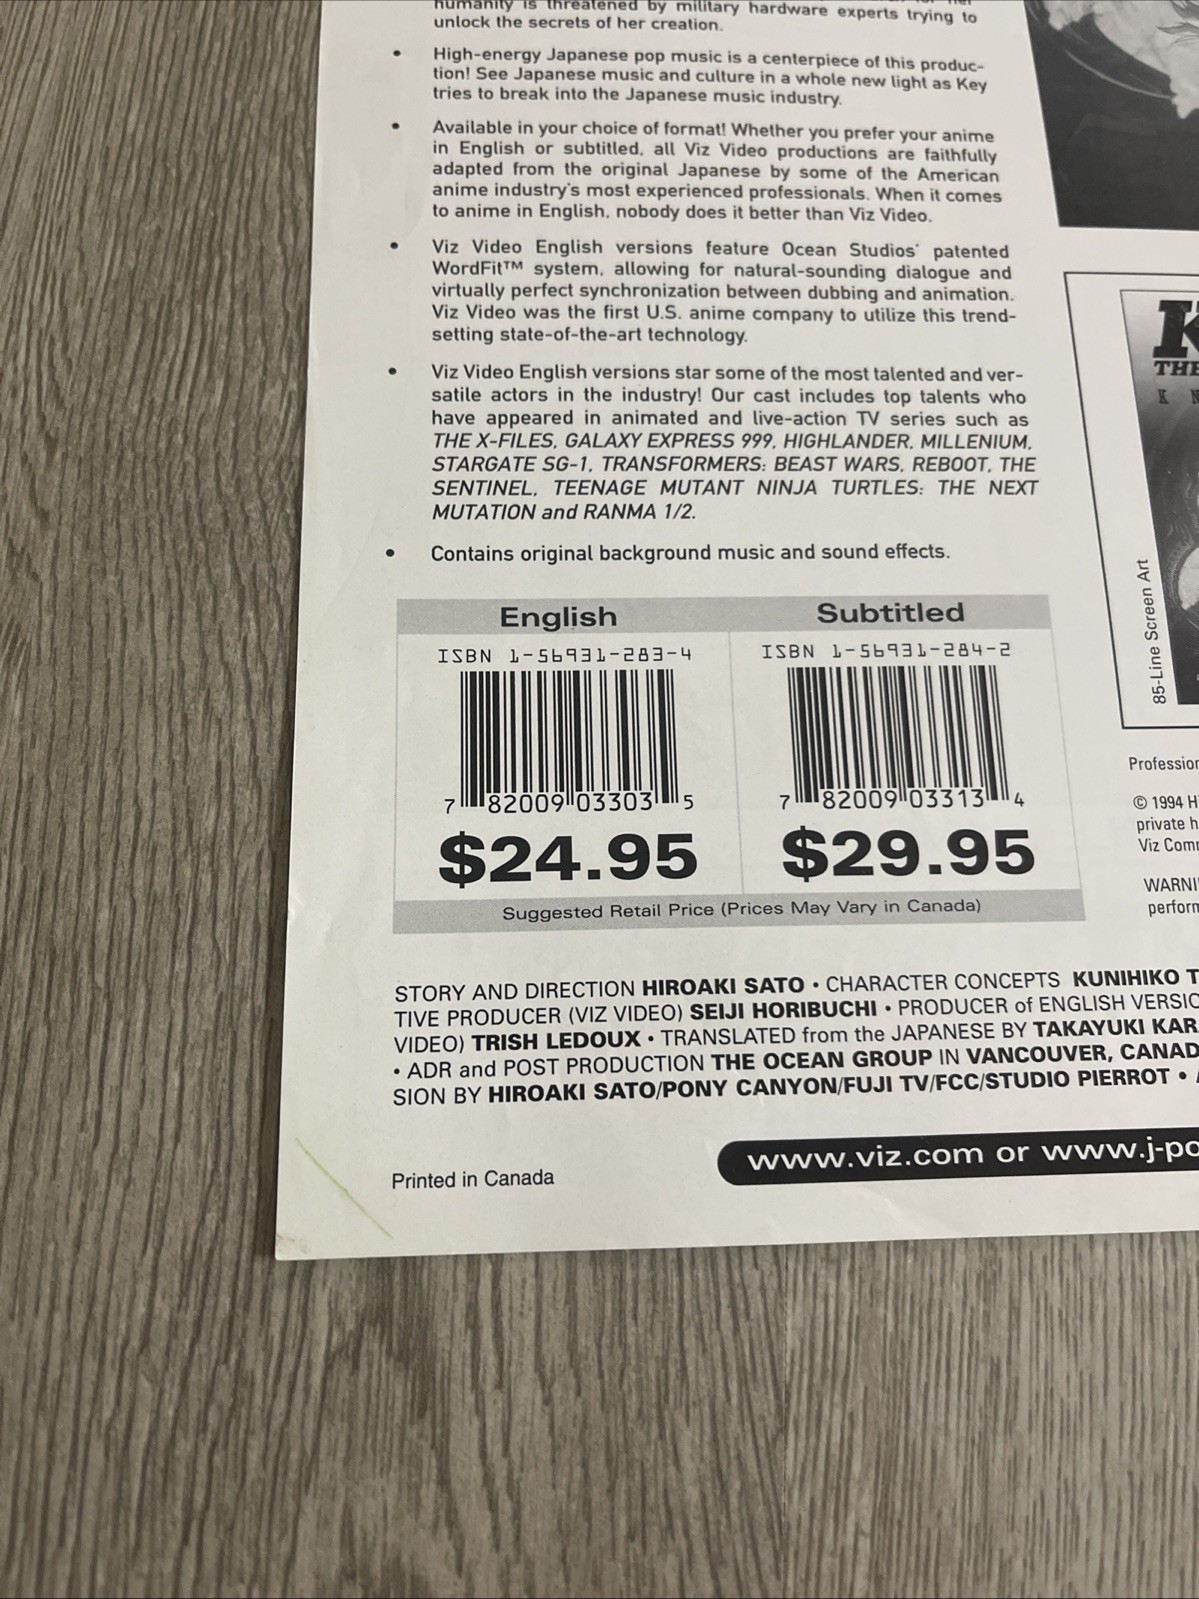 humanity is threatened by military hardware experts trying to
unlock the secrets of her creation.
• High-energy Japanese pop music is a centerpiece of this produc-
tion! See Japanese music and culture in a whole new light as Key
tries to break into the Japanese music industry.
• Available in your choice of format! Whether you prefer your anime
in English or subtitled, all Viz Video productions are faithfully
adapted from the original Japanese by some of the American
anime industry's most experienced professionals. When it comes
to anime in English, nobody does it better than Viz Video.
• Viz Video English versions feature Ocean Studios' patented
WordFit™ system, allowing for natural-sounding dialogue and
virtually perfect synchronization between dubbing and animation.
Viz Video was the first U.S. anime company to utilize this trend-
setting state-of-the-art technology.
• Viz Video English versions star some of the most talented and ver-
satile actors in the industry! Our cast includes top talents who
have appeared in animated and live-action TV series such as
THE X-FILES, GALAXY EXPRESS 999, HIGHLANDER, MILLENIUM,
STARGATE SG-1, TRANSFORMERS: BEAST WARS, REBOOT, THE
SENTINEL, TEENAGE MUTANT NINJA TURTLES: THE NEXT
MUTATION and RANMA 1/2.
• Contains original background music and sound effects.
English
ISBN 1-56931-283-4
7 82009 03303 5
$24.95
Subtitled
ISBN 1-56931-284-2
7 82009 03313 4
$29.95
Suggested Retail Price (Prices May Vary in Canada)
THE
K
85-Line Screen Art
Profession
© 1994 H
private h
Viz Comm
WARNI
perform
STORY AND DIRECTION HIROAKI SATO • CHARACTER CONCEPTS KUNIHIKO T
TIVE PRODUCER (VIZ VIDEO) SEIJI HORIBUCHI • PRODUCER of ENGLISH VERSIO
VIDEO) TRISH LEDOUX • TRANSLATED from the JAPANESE BY TAKAYUKI KAR
• ADR and POST PRODUCTION THE OCEAN GROUP IN VANCOUVER, CANAD
SION BY HIROAKI SATO/PONY CANYON/FUJI TV/FCC/STUDIO PIERROT •
www.viz.com or www.j-po
Printed in Canada